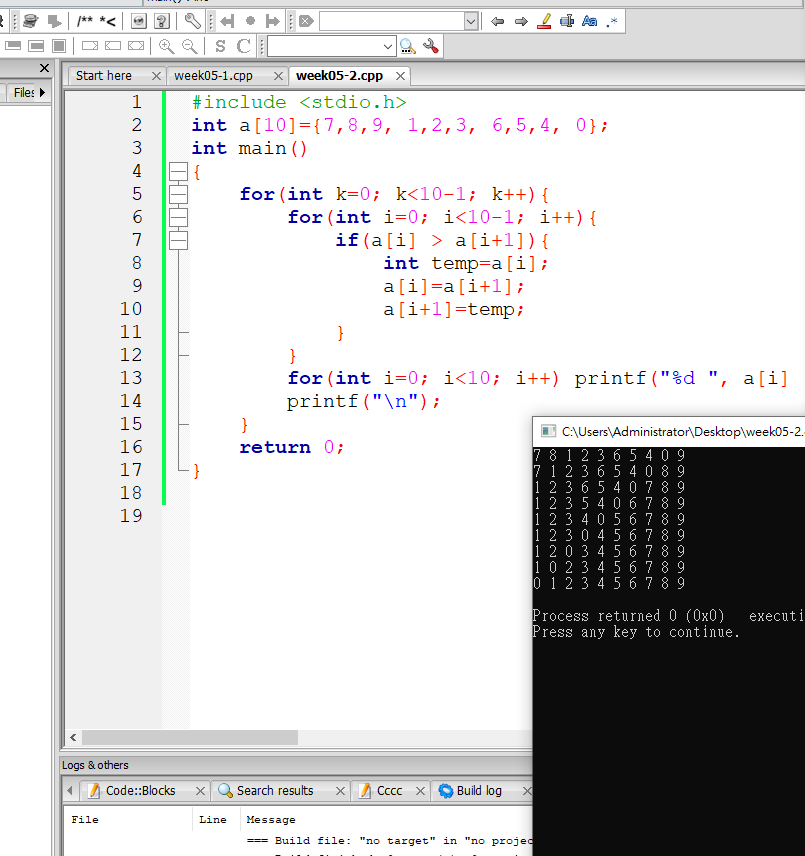 /** *<
S C
Start here
week05-1.cpp
week05-2.cpp
Files
1 #include <stdio.h>
2 int a[10]={7,8,9, 1,2,3, 6,5,4, 0};
3 int main()
4 {
5 for(int k=0; k<10-1; k++){
6 for(int i=0; i<10-1; i++){
7 if(a[i] > a[i+1]){
8 int temp=a[i];
9 a[i]=a[i+1];
10 a[i+1]=temp;
11 }
12 }
13 for(int i=0; i<10; i++) printf("%d ", a[i]
14 printf("\n");
15 }
16 return 0;
17 }
18
19
C:\Users\Administrator\Desktop\week05-2.
7 8 1 2 3 6 5 4 0 9
7 1 2 3 6 5 4 0 8 9
1 2 3 6 5 4 0 7 8 9
1 2 3 5 4 0 6 7 8 9
1 2 3 4 0 5 6 7 8 9
1 2 3 0 4 5 6 7 8 9
1 2 0 3 4 5 6 7 8 9
1 0 2 3 4 5 6 7 8 9
0 1 2 3 4 5 6 7 8 9
Process returned 0 (0x0) executi
Press any key to continue.
Logs & others
Code::Blocks
Search results
Cccc
Build log
File Line Message
=== Build file: "no target" in "no projec